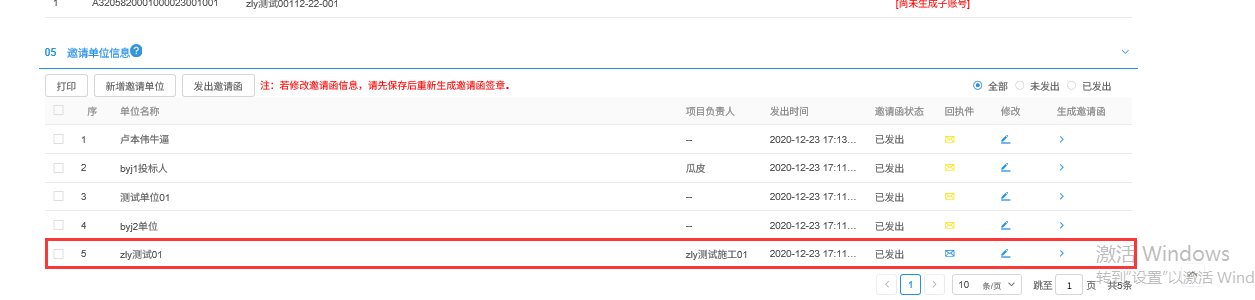 1 A3205820001000023001001 zly测试00112-22-001 [尚未生成子账号]
05 邀请单位信息?
打印 新增邀请单位 发出邀请函 注：若修改邀请函信息，请先保存后重新生成邀请函签章。 全部 未发出 已发出
序 单位名称 项目负责人 发出时间 邀请函状态 回执件 修改 生成邀请函
1 卢本伟牛逼 -- 2020-12-23 17:13... 已发出
2 byj1投标人 瓜皮 2020-12-23 17:11... 已发出
3 测试单位01 -- 2020-12-23 17:11... 已发出
4 byj2单位 -- 2020-12-23 17:11... 已发出
5 zly测试01 zly测试施工01 2020-12-23 17:11... 已发出
激活 Windows
转到“设置”以激活 Wind
1 10 条/页 跳至 1 页 共5条